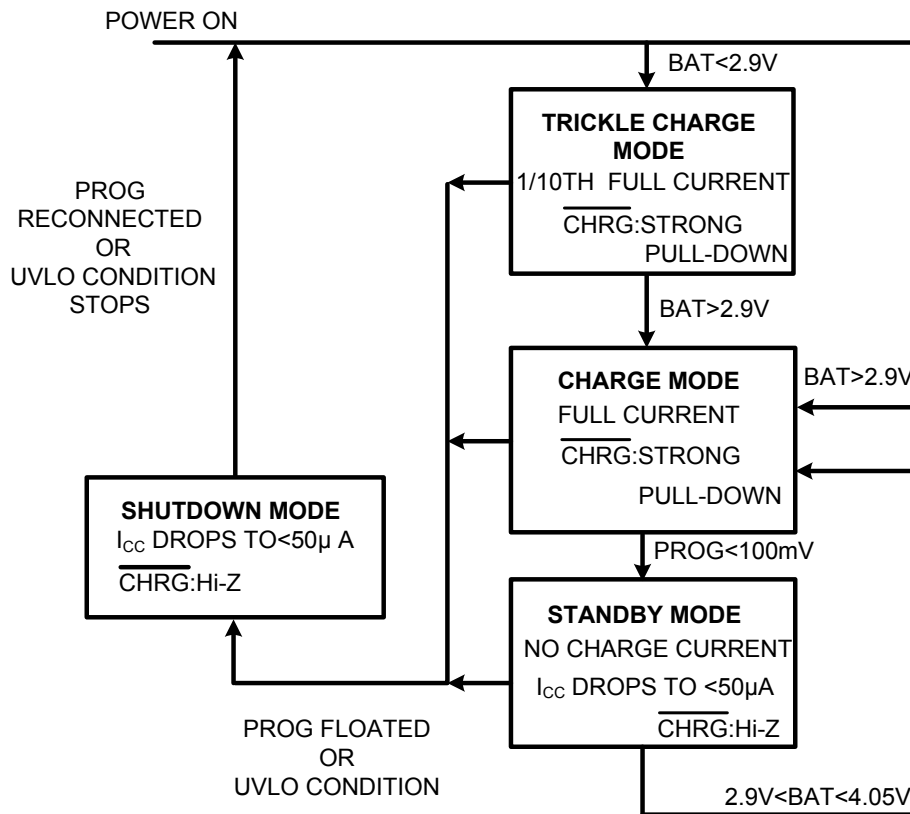 POWER ON
BAT<2.9V
TRICKLE CHARGE
MODE
1/10TH FULL CURRENT
CHRG:STRONG
PULL-DOWN
PROG
RECONNECTED
OR
UVLO CONDITION
STOPS
BAT>2.9V
CHARGE MODE
FULL CURRENT
CHRG:STRONG
PULL-DOWN
BAT>2.9V
SHUTDOWN MODE
ICC DROPS TO<50µ A
CHRG:Hi-Z
PROG<100mV
STANDBY MODE
NO CHARGE CURRENT
ICC DROPS TO <50µA
CHRG:Hi-Z
PROG FLOATED
OR
UVLO CONDITION
2.9V<BAT<4.05V